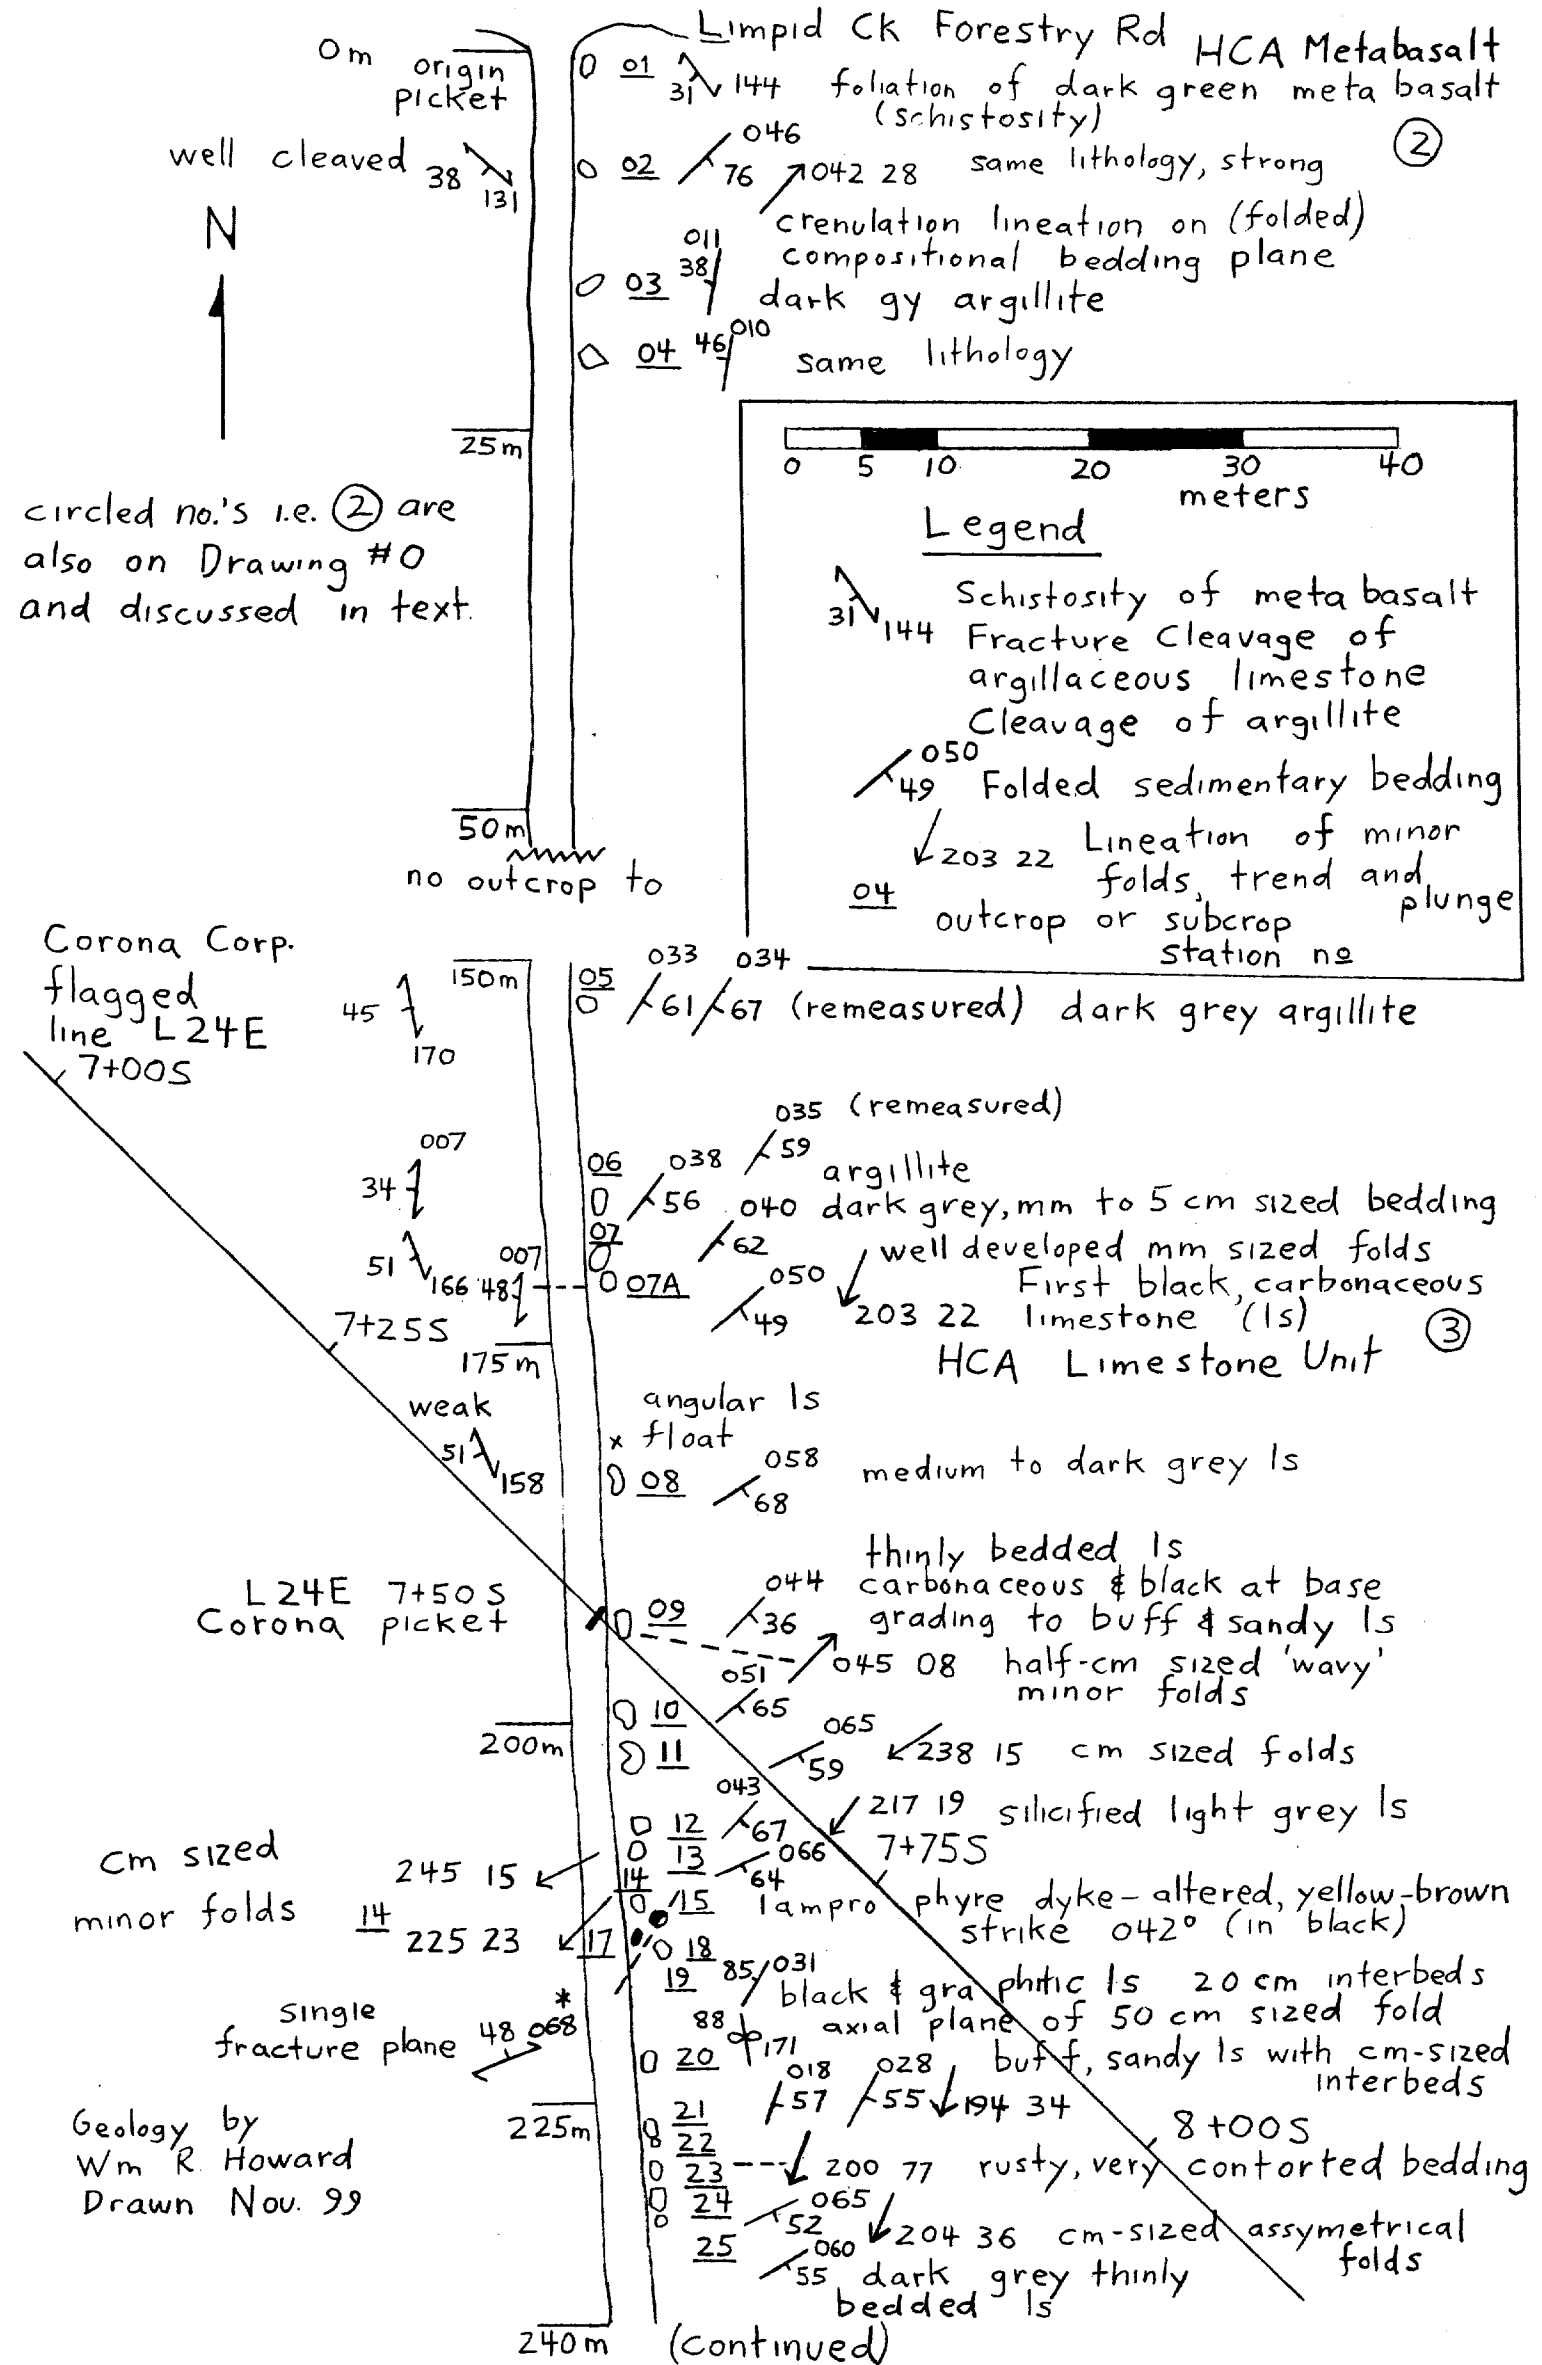 Limpid Ck Forestry Rd HCA Metabasalt
0m origin
picket
01 31 144 foliation of dark green meta basalt
(schistosity)
2
well cleaved 38 131
02 046 76 042 28 same lithology, strong
crenulation lineation on (folded)
compositional bedding plane
N
03 011 38 dark gy argillite
04 46 010 same lithology
25m
0 5 10 20 30 40
meters
Legend
31 144 Schistosity of meta basalt
Fracture Cleavage of
argillaceous limestone
Cleavage of argillite
050 49 Folded sedimentary bedding
203 22 Lineation of minor
folds, trend and
plunge
04 outcrop or subcrop
station no
circled no.'s i.e. 2 are
also on Drawing #0
and discussed in text.
50m
no outcrop to
Corona Corp.
flagged
line L24E
7+00S
150m
45 170
05 033 61 034 67 (remeasured) dark grey argillite
035 (remeasured)
59
007 34
06 038 56 argillite
dark grey, mm to 5 cm sized bedding
07 040 62 well developed mm sized folds
51 166 007 48
07A 050 49 203 22
First black, carbonaceous
limestone (ls)
3
HCA Limestone Unit
7+25S
175m
weak
51 158
angular ls
x float
08 058 68 medium to dark grey ls
L24E 7+50S
Corona picket
09 044 36
thinly bedded ls
carbonaceous & black at base
grading to buff & sandy ls
045 08 half-cm sized 'wavy'
minor folds
10 051 65
200m
11 065 59 238 15 cm sized folds
12 043 67 217 19 silicified light grey ls
7+75S
13 066 64
cm sized
minor folds
245 15
14 225 23
14
15 lamprophyre dyke – altered, yellow-brown
strike 042° (in black)
17
18
19 85 031 black & graphitic ls 20 cm interbeds
88 171 axial plane of 50 cm sized fold
single
fracture plane 48 068 *
20 buff, sandy ls with cm-sized
interbeds
018 57 028 55 194 34
225m
21
22
8+00S
23 200 77 rusty, very contorted bedding
24 065 52 204 36 cm-sized assymetrical
folds
25 060 55 dark grey thinly
bedded ls
Geology by
Wm R. Howard
Drawn Nov. 99
240m (continued)